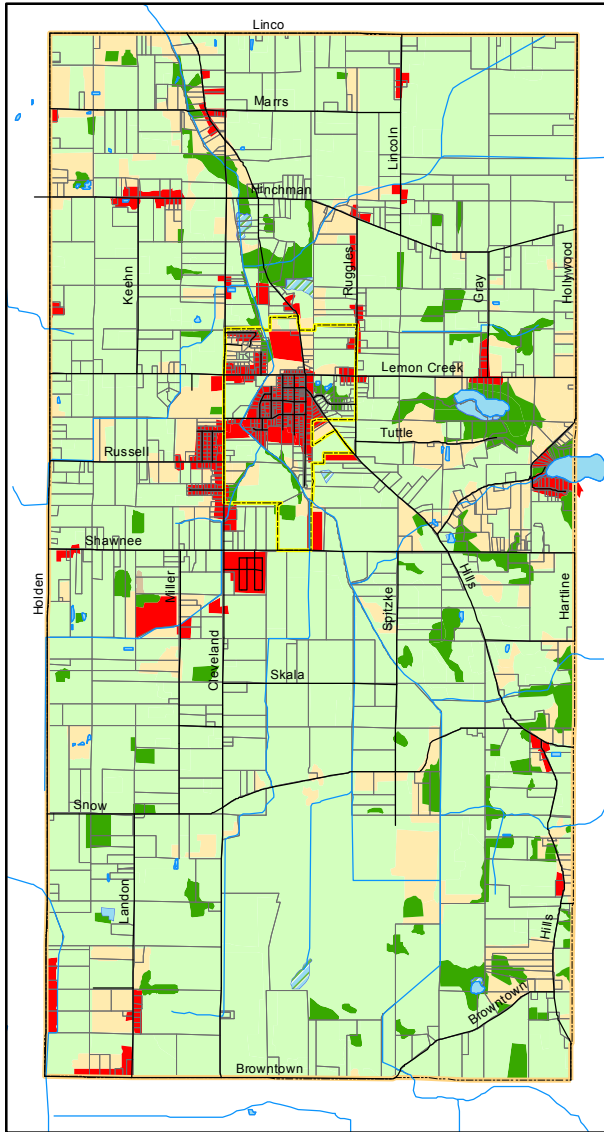 Linco
Marrs
Lincoln
Hinchman
Keehn
Ruggles
Gray
Hollywood
Lemon Creek
Tuttle
Russell
Shawnee
Holden
Miller
Hills
Spitzke
Hartline
Cleveland
Skala
Snow
Landon
Hills
Browntown
Browntown